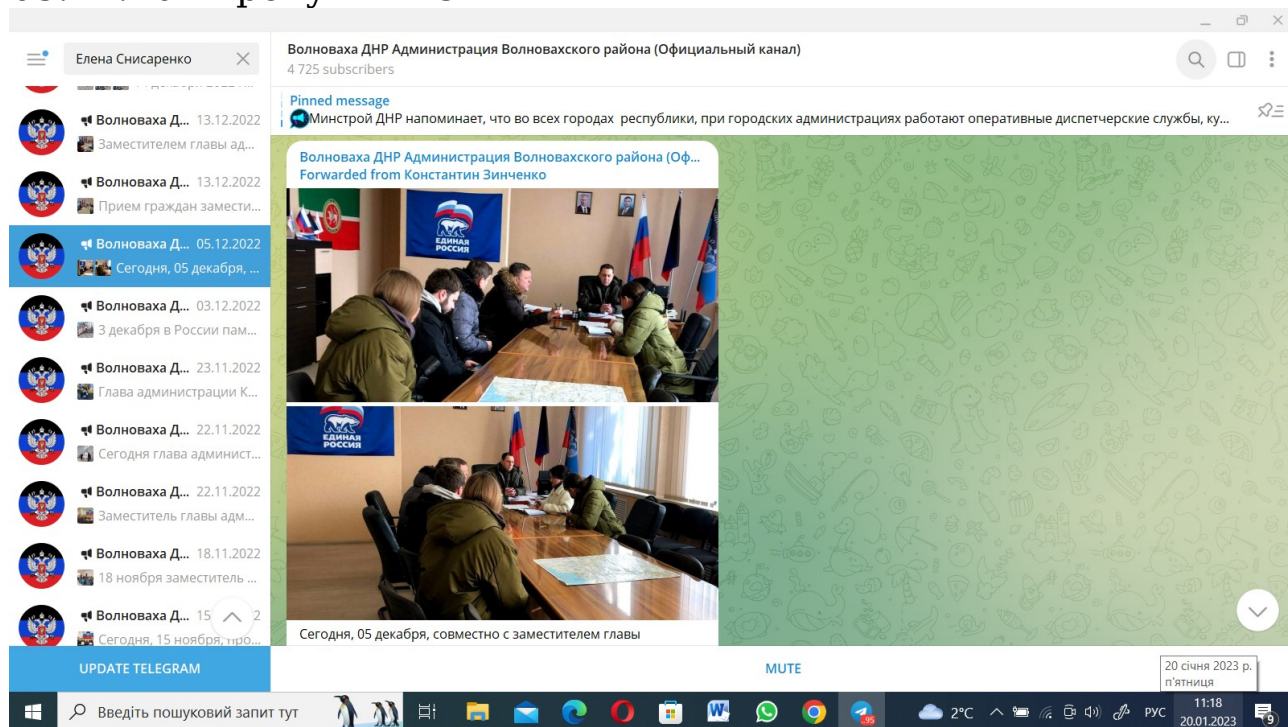 Елена Снисаренко
Волноваха ДНР Администрация Волновахского района (Официальный канал)
4 725 subscribers
Pinned message
Минстрой ДНР напоминает, что во всех городах республики, при городских администрациях работают оперативные диспетчерские службы, ку...
Волноваха Д... 13.12.2022
Заместителем главы ад...
Волноваха Д... 13.12.2022
Прием граждан замести...
Волноваха Д... 05.12.2022
Сегодня, 05 декабря, ...
Волноваха Д... 03.12.2022
3 декабря в России пам...
Волноваха Д... 23.11.2022
Глава администрации К...
Волноваха Д... 22.11.2022
Сегодня глава админист...
Волноваха Д... 22.11.2022
Заместитель главы адм...
Волноваха Д... 18.11.2022
18 ноября заместитель ...
Волноваха Д... 15
Сегодня, 15 ноября, про...
UPDATE TELEGRAM
Волноваха ДНР Администрация Волновахского района (Оф...
Forwarded from Константин Зинченко
ЕДИНАЯ
РОССИЯ
ЕДИНАЯ
РОССИЯ
Сегодня, 05 декабря, совместно с заместителем главы
MUTE
20 січня 2023 р.
п'ятниця
Введіть пошуковий запит тут
95
2°C
РУС
11:18
20.01.2023